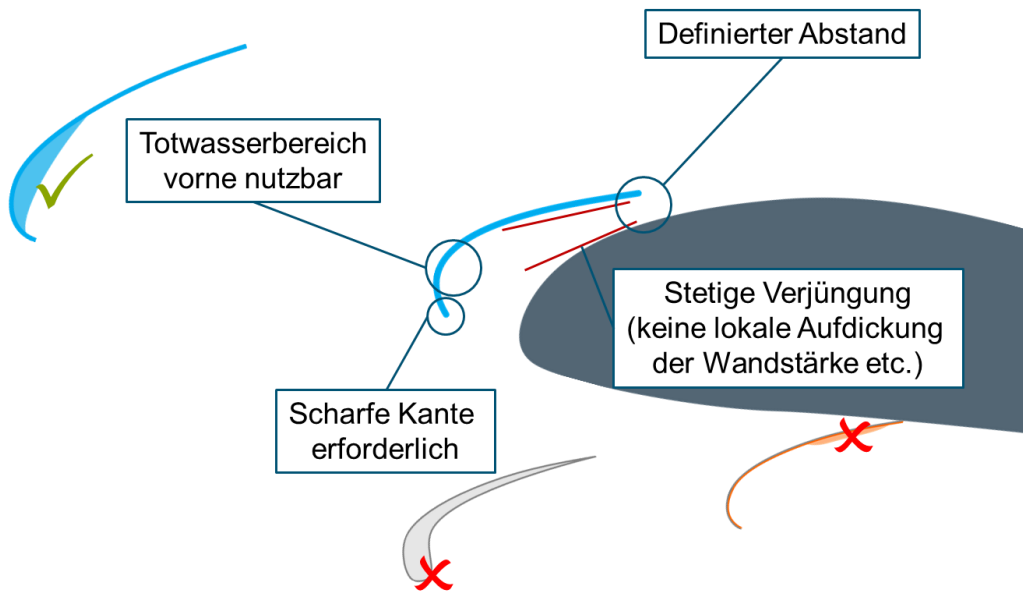 Definierter Abstand
Totwasserbereich
vorne nutzbar
Stetige Verjüngung
(keine lokale Aufdickung
der Wandstärke etc.)
Scharfe Kante
erforderlich